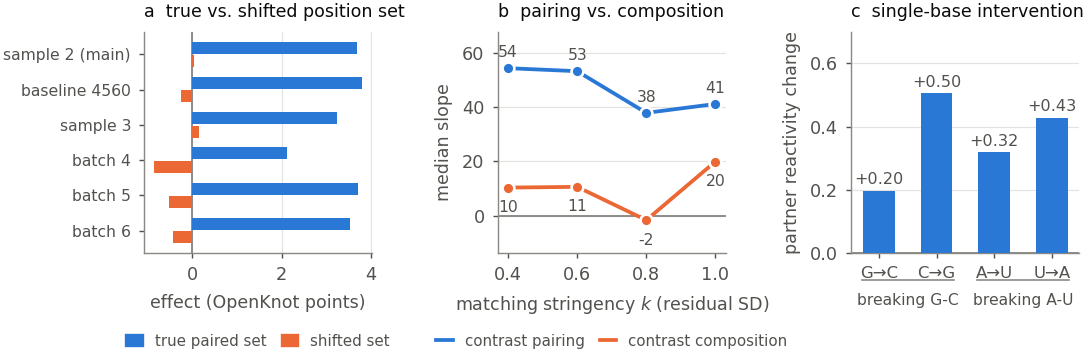 a true vs. shifted position set
sample 2 (main)
baseline 4560
sample 3
batch 4
batch 5
batch 6
0 2 4
effect (OpenKnot points)
true paired set shifted set
b pairing vs. composition
median slope
60
40
20
0
54 53 38 41
10 11 -2 20
0.4 0.6 0.8 1.0
matching stringency k (residual SD)
contrast pairing contrast composition
c single-base intervention
partner reactivity change
0.6
0.4
0.2
0.0
+0.20 +0.50 +0.32 +0.43
G→C C→G A→U U→A
breaking G-C breaking A-U